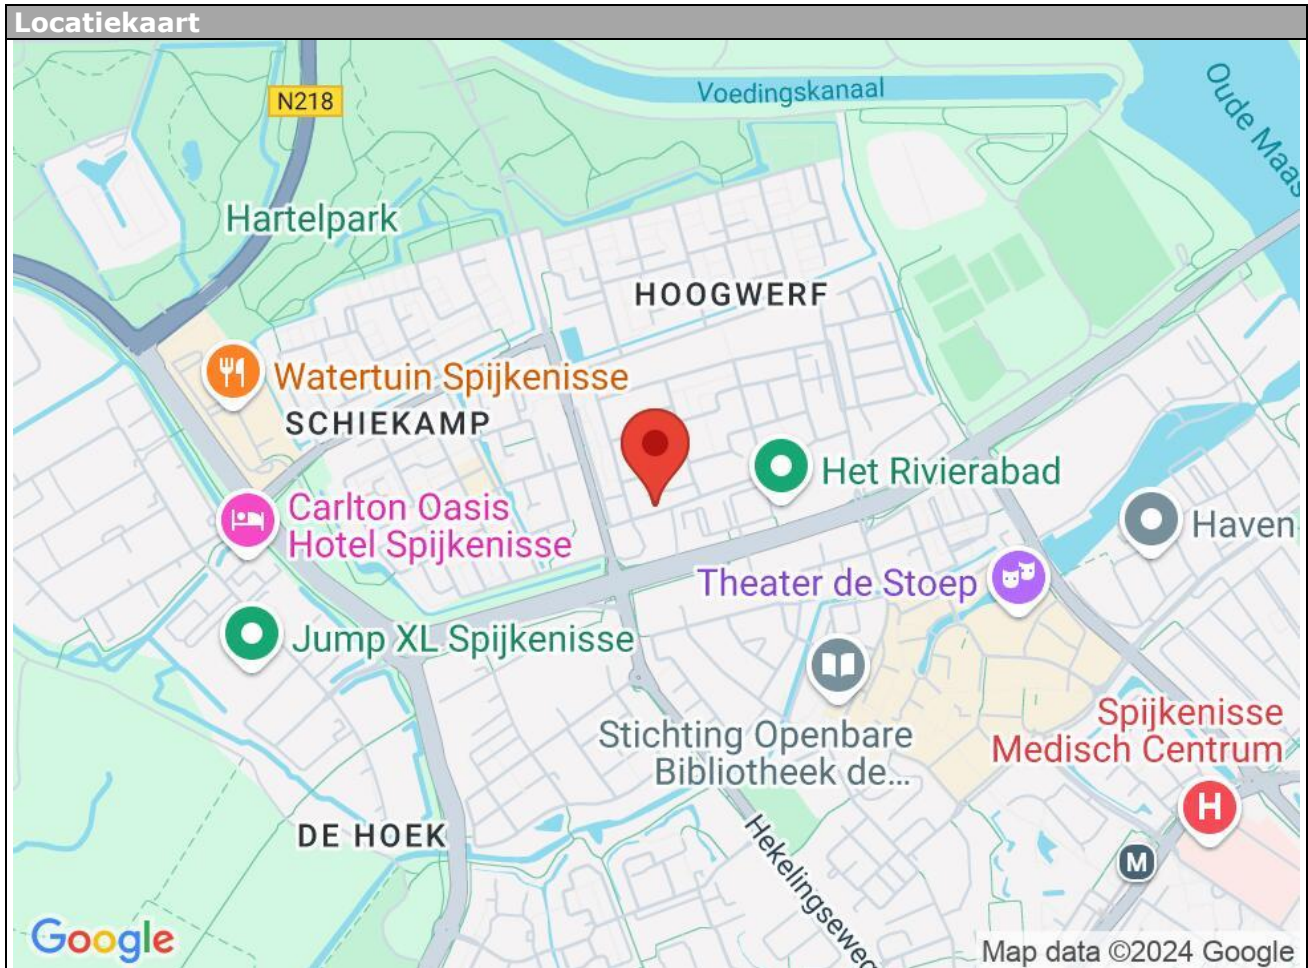 Locatiekaart
N218
Voedingskanaal
Oude Maas
Hartelpark
HOOGWERF
Watertuin Spijkenisse
SCHIEKAMP
Het Rivierabad
Carlton Oasis
Hotel Spijkenisse
Haven
Theater de Stoep
Jump XL Spijkenisse
Stichting Openbare
Bibliotheek de...
Spijkenisse
Medisch Centrum
H
DE HOEK
Hekelingseweg
M
Google
Map data ©2024 Google